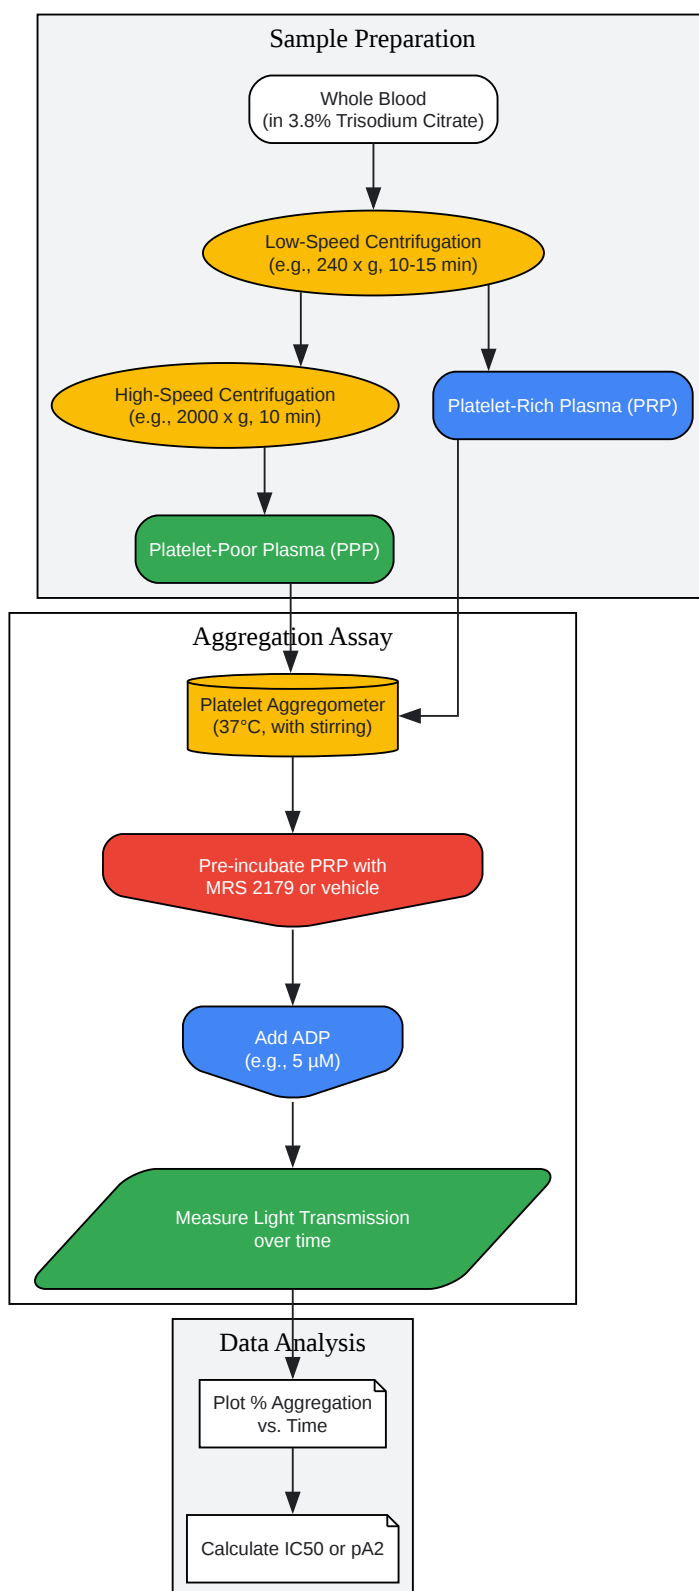 Sample Preparation
Whole Blood
(in 3.8% Trisodium Citrate)
Low-Speed Centrifugation
(e.g., 240 x g, 10-15 min)
High-Speed Centrifugation
(e.g., 2000 x g, 10 min)
Platelet-Rich Plasma (PRP)
Platelet-Poor Plasma (PPP)
Aggregation Assay
Platelet Aggregometer
(37°C, with stirring)
Pre-incubate PRP with
MRS 2179 or vehicle
Add ADP
(e.g., 5 µM)
Measure Light Transmission
over time
Data Analysis
Plot % Aggregation
vs. Time
Calculate IC50 or pA2